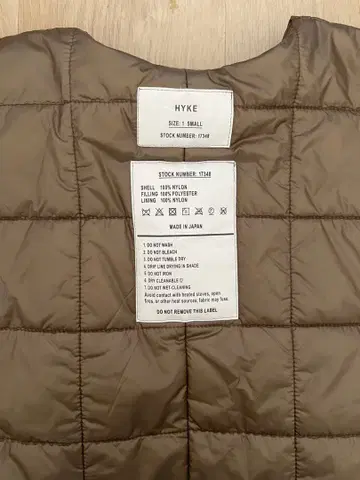 HYKE
SIZE: 1 SMALL
STOCK NUMBER: 17348
STOCK NUMBER: 17348
SHELL 100% NYLON
FILLING 100% POLYESTER
LINING 100% NYLON
MADE IN JAPAN
1. DO NOT WASH
2. DO NOT BLEACH
3. DO NOT TUMBLE DRY
4. DRIP LINE DRYING IN SHADE
5. DO NOT IRON
6. DRY CLEANABLE Ⓕ
7. DO NOT WET CLEANING
Avoid contact with heated stoves, open
fires, or other heat sources, fabric may fuse.
DO NOT REMOVE THIS LABEL